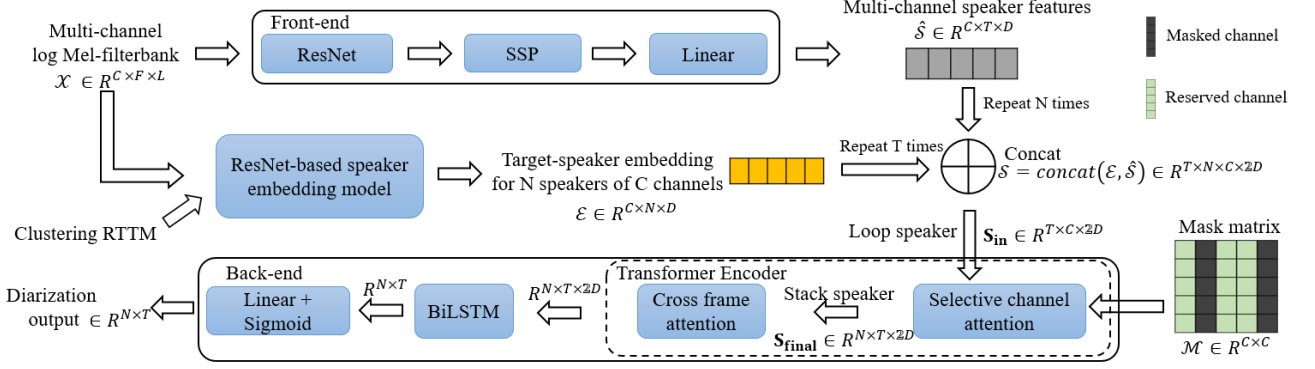 Multi-channel
log Mel-filterbank
𝒳 ∈ R^{C×F×L}
Front-end
ResNet
SSP
Linear
Multi-channel speaker features
𝒮̂ ∈ R^{C×T×D}
Masked channel
Reserved channel
Repeat N times
ResNet-based speaker
embedding model
Target-speaker embedding
for N speakers of C channels
ℰ ∈ R^{C×N×D}
Repeat T times
Concat
𝒮 = concat(ℰ, 𝒮̂) ∈ R^{T×N×C×2D}
Clustering RTTM
Loop speaker
S_in ∈ R^{T×C×2D}
Mask matrix
ℳ ∈ R^{C×C}
Back-end
Transformer Encoder
Diarization
output ∈ R^{N×T}
Linear +
Sigmoid
R^{N×T}
BiLSTM
R^{N×T×2D}
Cross frame
attention
Stack speaker
S_final ∈ R^{N×T×2D}
Selective channel
attention